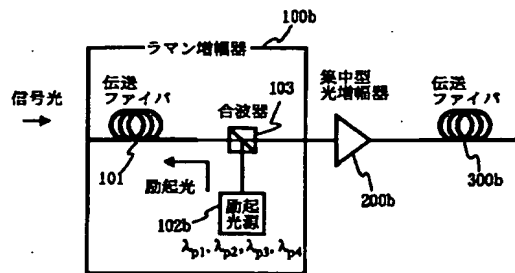 100b
ラマン増幅器
伝送
ファイバ
信号光
合波器
103
集中型
光増幅器
伝送
ファイバ
101
励起光
励起
光源
102b
200b
300b
λp1, λp2, λp3, λp4